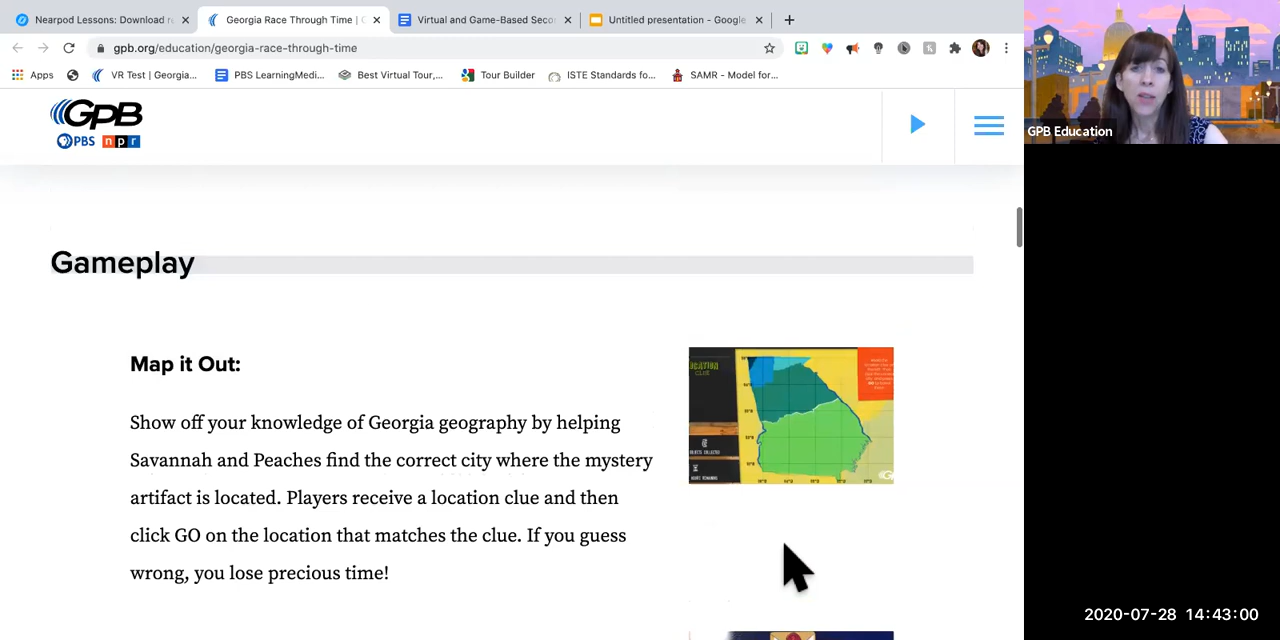 Nearpod Lessons: Download r
Georgia Race Through Time |
Virtual and Game-Based Seco
Untitled presentation - Google
gpb.org/education/georgia-race-through-time
Apps
VR Test | Georgia...
PBS LearningMedi...
Best Virtual Tour,...
Tour Builder
ISTE Standards fo...
SAMR - Model for...
GPB
PBS npr
GPB Education
Gameplay
Map it Out:
Show off your knowledge of Georgia geography by helping
Savannah and Peaches find the correct city where the mystery
artifact is located. Players receive a location clue and then
click GO on the location that matches the clue. If you guess
wrong, you lose precious time!
CLUE
2020-07-28 14:43:00